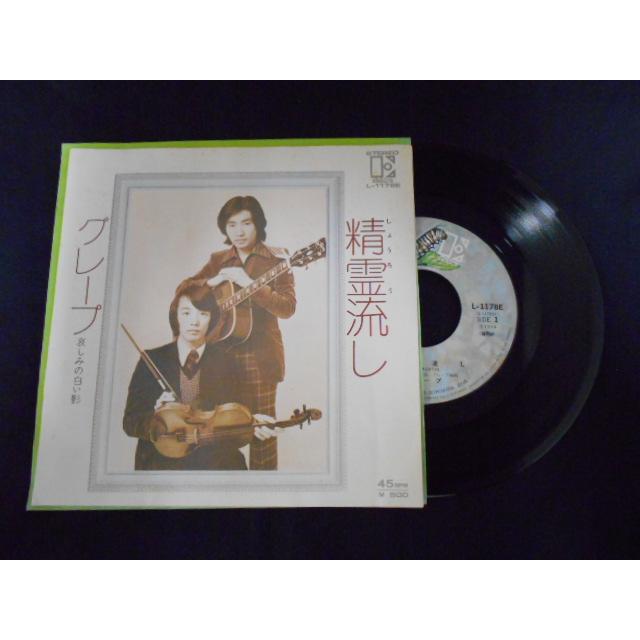 精霊流し
しょうろう
グレープ
哀しみの白い影
STEREO
L-1178E
45RPM
¥ 500
L-1178E
SIDE 1